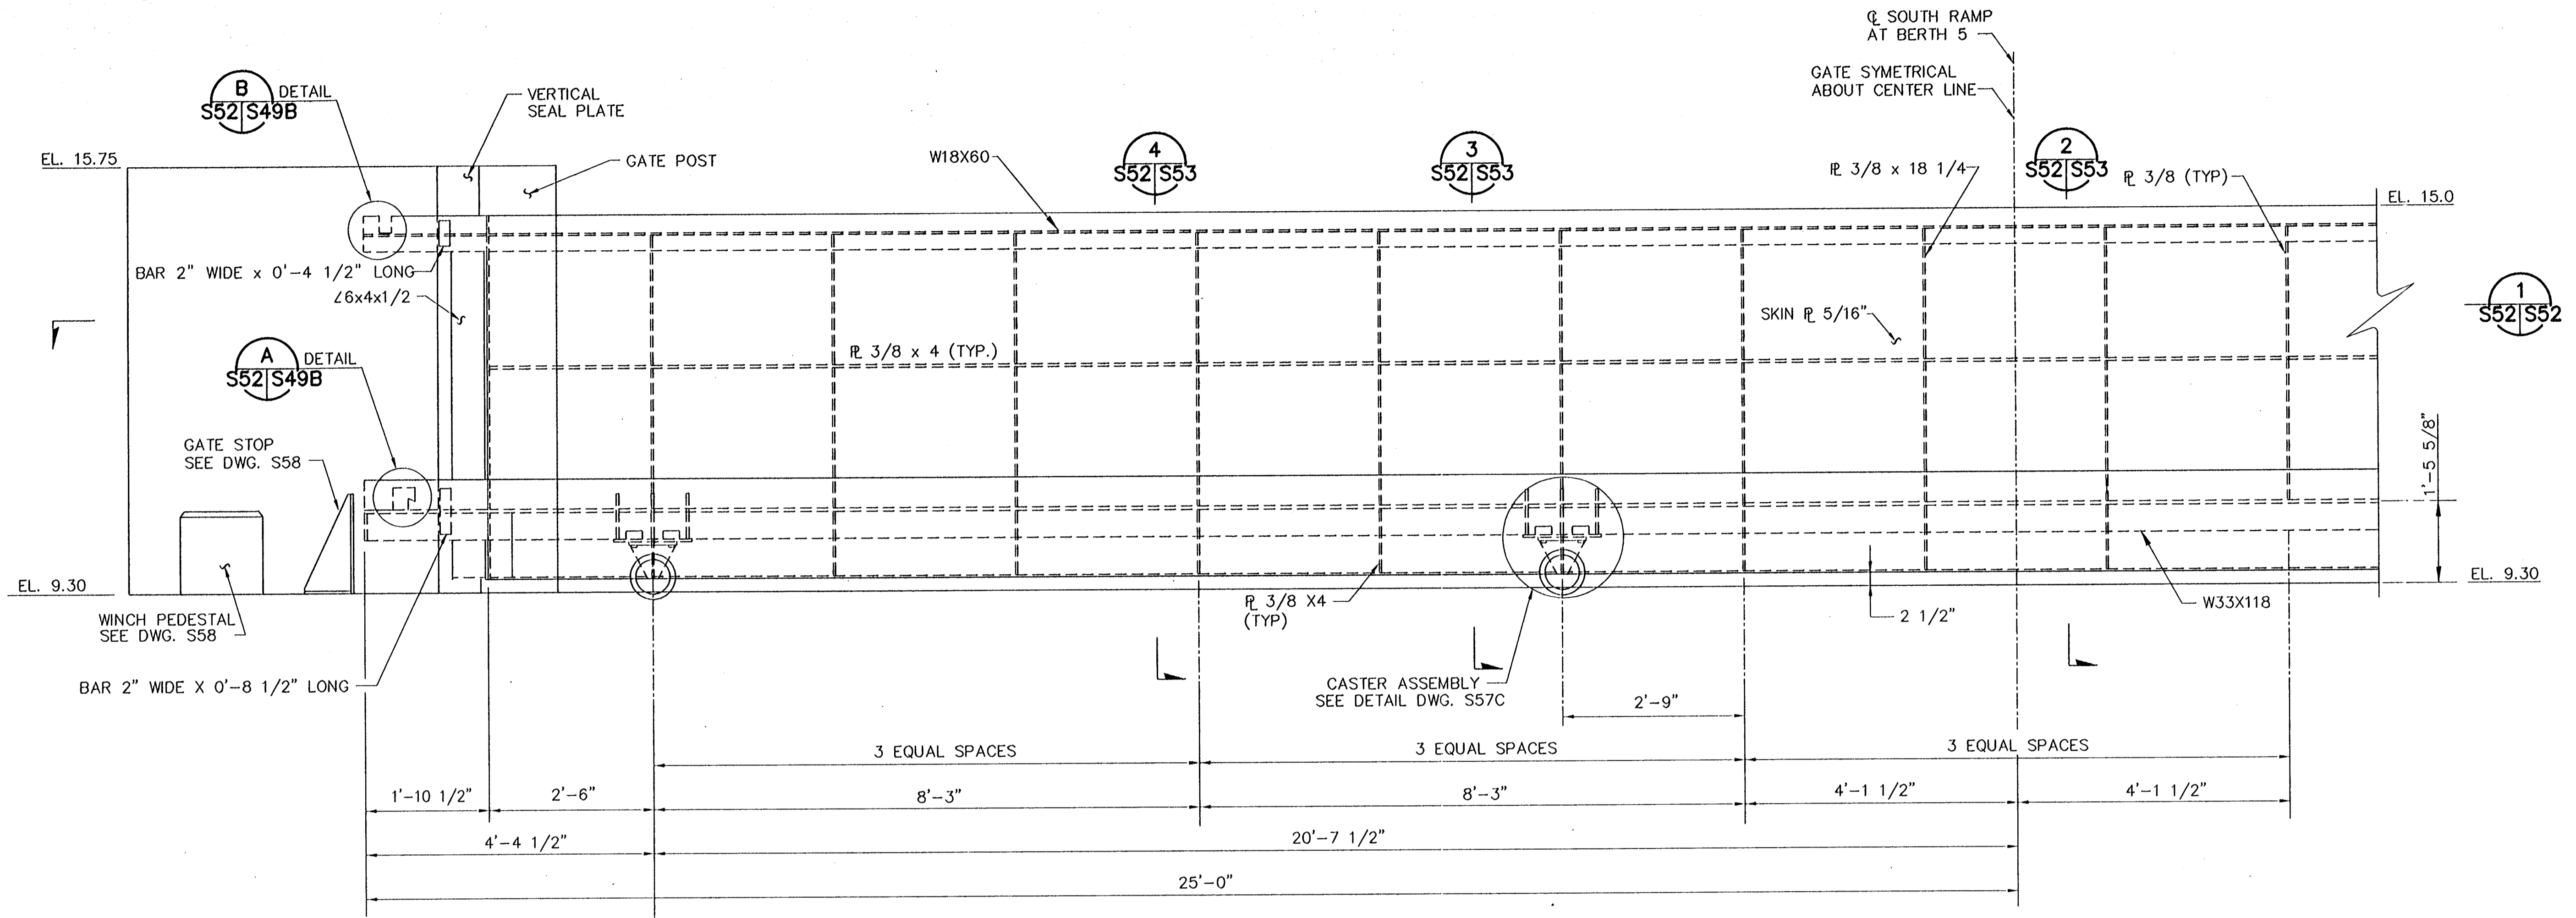 ℄ SOUTH RAMP
AT BERTH 5
GATE SYMETRICAL
ABOUT CENTER LINE
B
DETAIL
S52 S49B
VERTICAL
SEAL PLATE
EL. 15.75
GATE POST
W18X60
4
S52 S53
3
S52 S53
2
S52 S53
℄ 3/8 x 18 1/4
℄ 3/8 (TYP)
EL. 15.0
BAR 2" WIDE x 0'-4 1/2" LONG
∠6x4x1/2
1
S52 S52
SKIN ℄ 5/16"
A
DETAIL
S52 S49B
℄ 3/8 x 4 (TYP.)
GATE STOP
SEE DWG. S58
1'-5 5/8"
EL. 9.30
EL. 9.30
WINCH PEDESTAL
SEE DWG. S58
℄ 3/8 X4
(TYP)
2 1/2"
W33X118
BAR 2" WIDE X 0'-8 1/2" LONG
CASTER ASSEMBLY
SEE DETAIL DWG. S57C
2'-9"
3 EQUAL SPACES
3 EQUAL SPACES
3 EQUAL SPACES
1'-10 1/2"
2'-6"
8'-3"
8'-3"
4'-1 1/2"
4'-1 1/2"
4'-4 1/2"
20'-7 1/2"
25'-0"